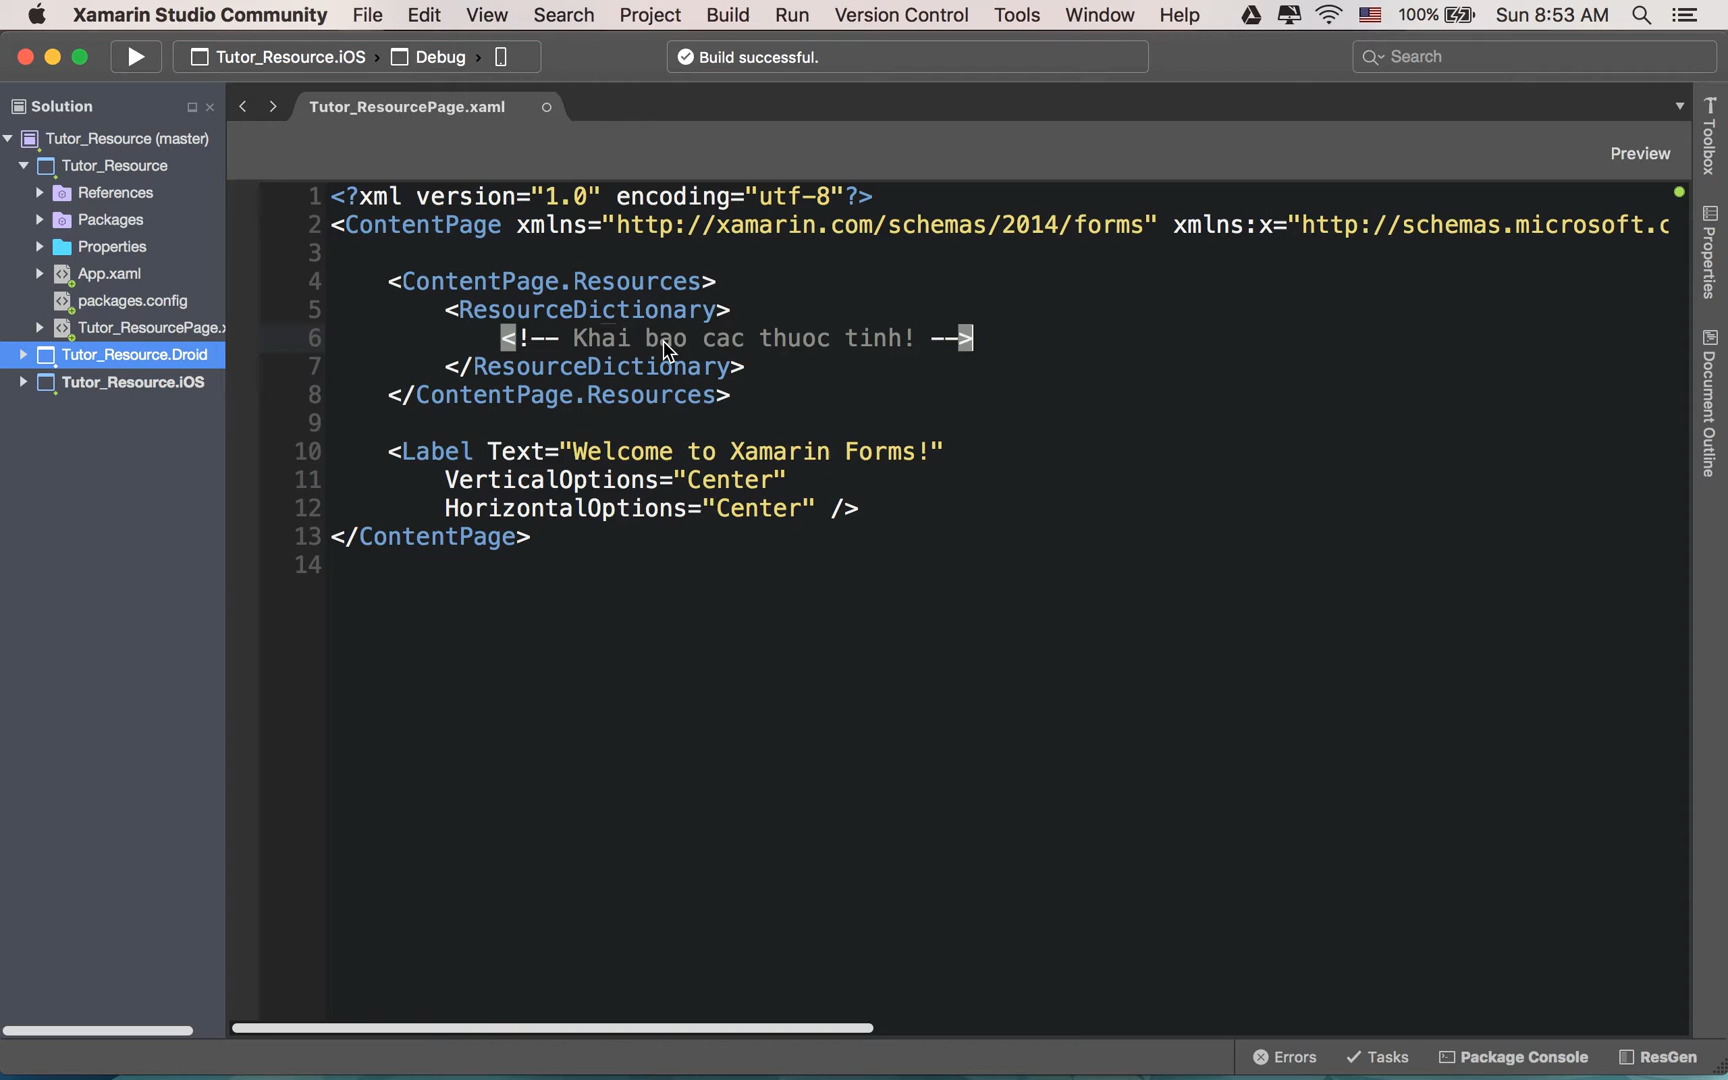 Xamarin Studio Community File Edit View Search Project Build Run Version Control Tools Window Help 100% Sun 8:53 AM
Tutor_Resource.iOS › Debug › Build successful. Search
Solution
Tutor_ResourcePage.xaml
Preview
Tutor_Resource (master)
Tutor_Resource
References
Packages
Properties
App.xaml
packages.config
Tutor_ResourcePage.x
Tutor_Resource.Droid
Tutor_Resource.iOS
1 <?xml version="1.0" encoding="utf-8"?>
2 <ContentPage xmlns="http://xamarin.com/schemas/2014/forms" xmlns:x="http://schemas.microsoft.c
3
4 <ContentPage.Resources>
5 <ResourceDictionary>
6 <!-- Khai bao cac thuoc tinh! -->
7 </ResourceDictionary>
8 </ContentPage.Resources>
9
10 <Label Text="Welcome to Xamarin Forms!"
11 VerticalOptions="Center"
12 HorizontalOptions="Center" />
13 </ContentPage>
14
Toolbox
Properties
Document Outline
Errors Tasks Package Console ResGen